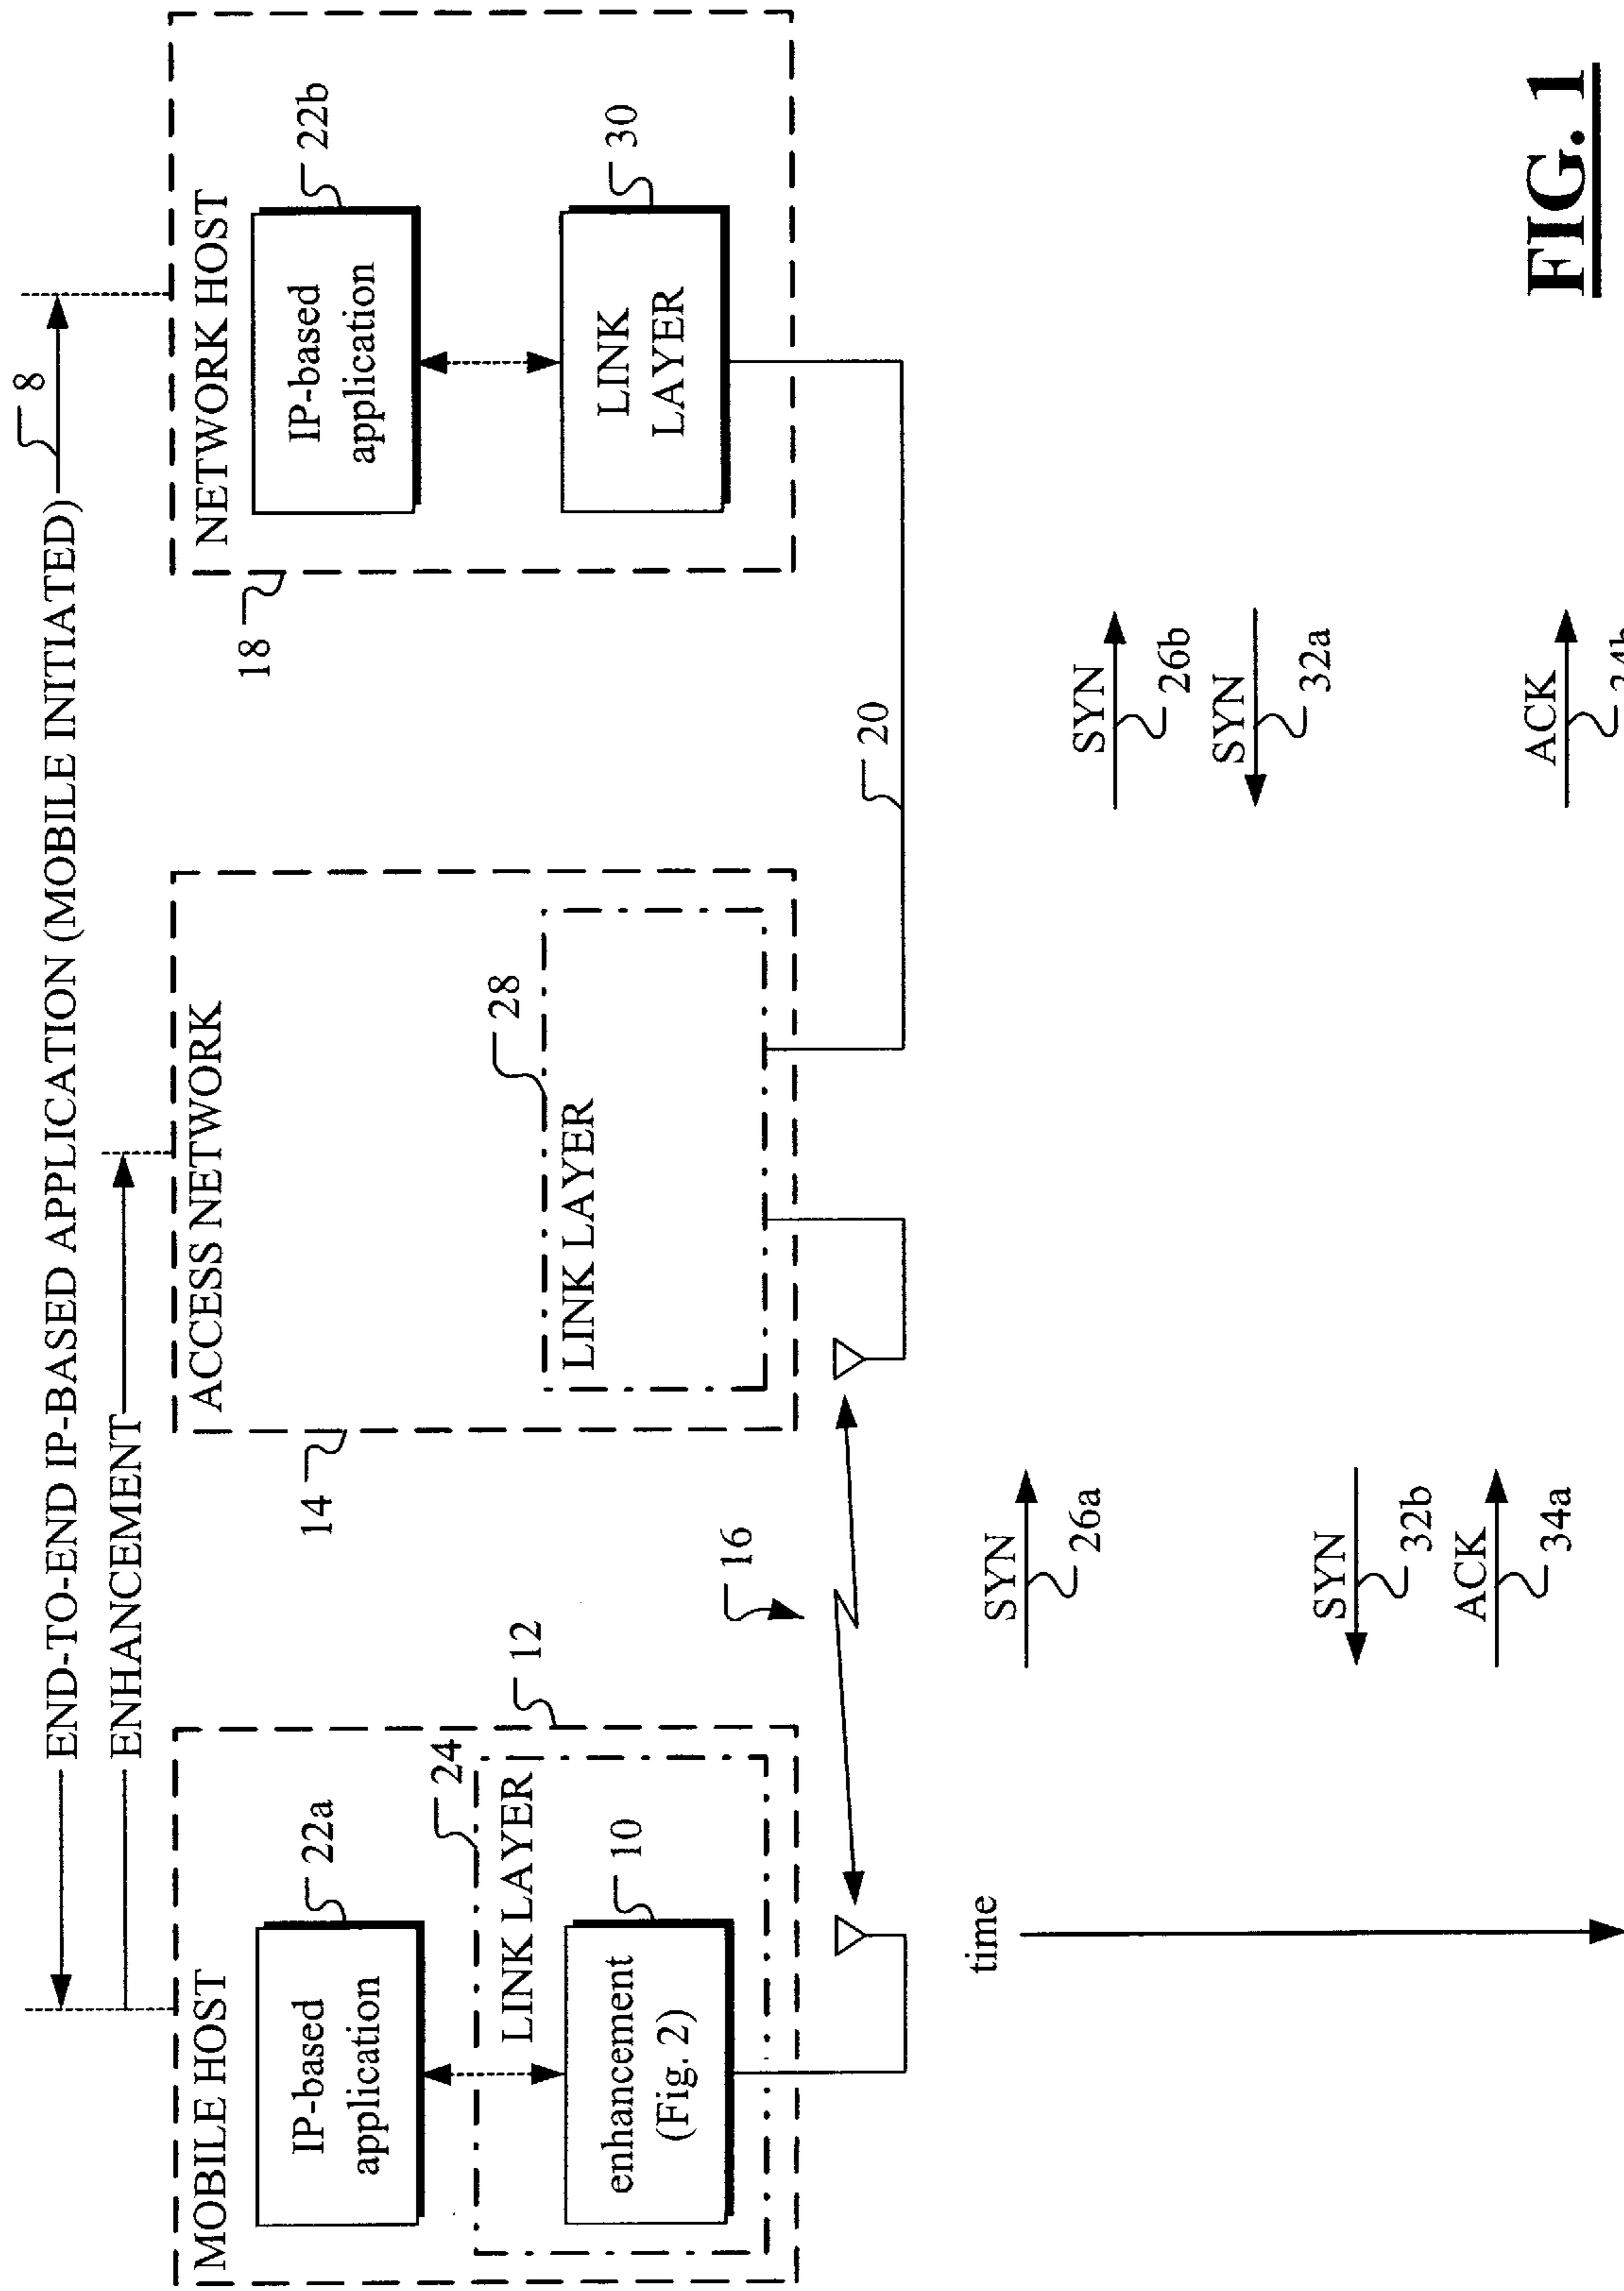 8
END-TO-END IP-BASED APPLICATION (MOBILE INITIATED)
ENHANCEMENT
MOBILE HOST
IP-based
application
22a
24
LINK LAYER
12
enhancement
(Fig. 2)
10
ACCESS NETWORK
14
28
LINK LAYER
NETWORK HOST
18
IP-based
application
22b
LINK
LAYER
30
16
20
time
SYN
26a
SYN
26b
SYN
32a
SYN
32b
ACK
34a
ACK
34b
FIG. 1